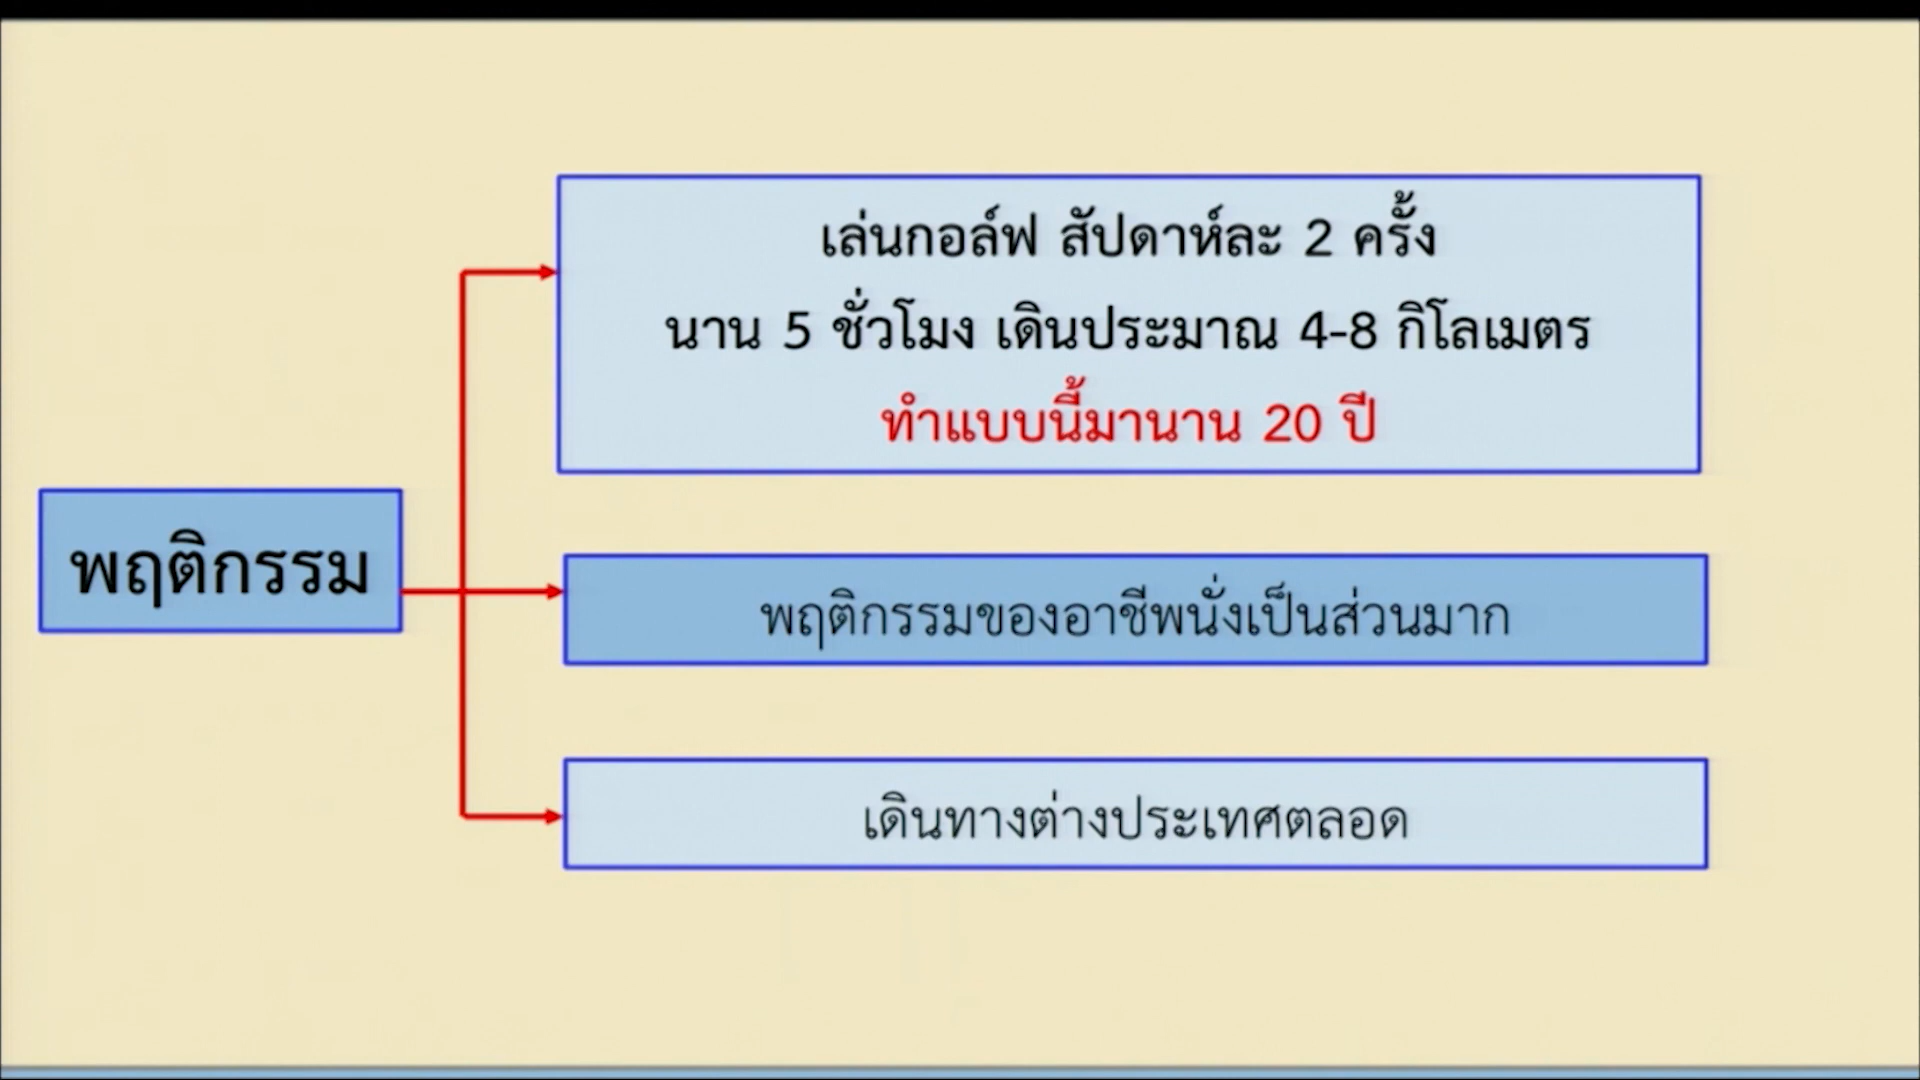 พฤติกรรม
เล่นกอล์ฟ สัปดาห์ละ 2 ครั้ง
นาน 5 ชั่วโมง เดินประมาณ 4-8 กิโลเมตร
ทำแบบนี้มานาน 20 ปี
พฤติกรรมของอาชีพนั่งเป็นส่วนมาก
เดินทางต่างประเทศตลอด